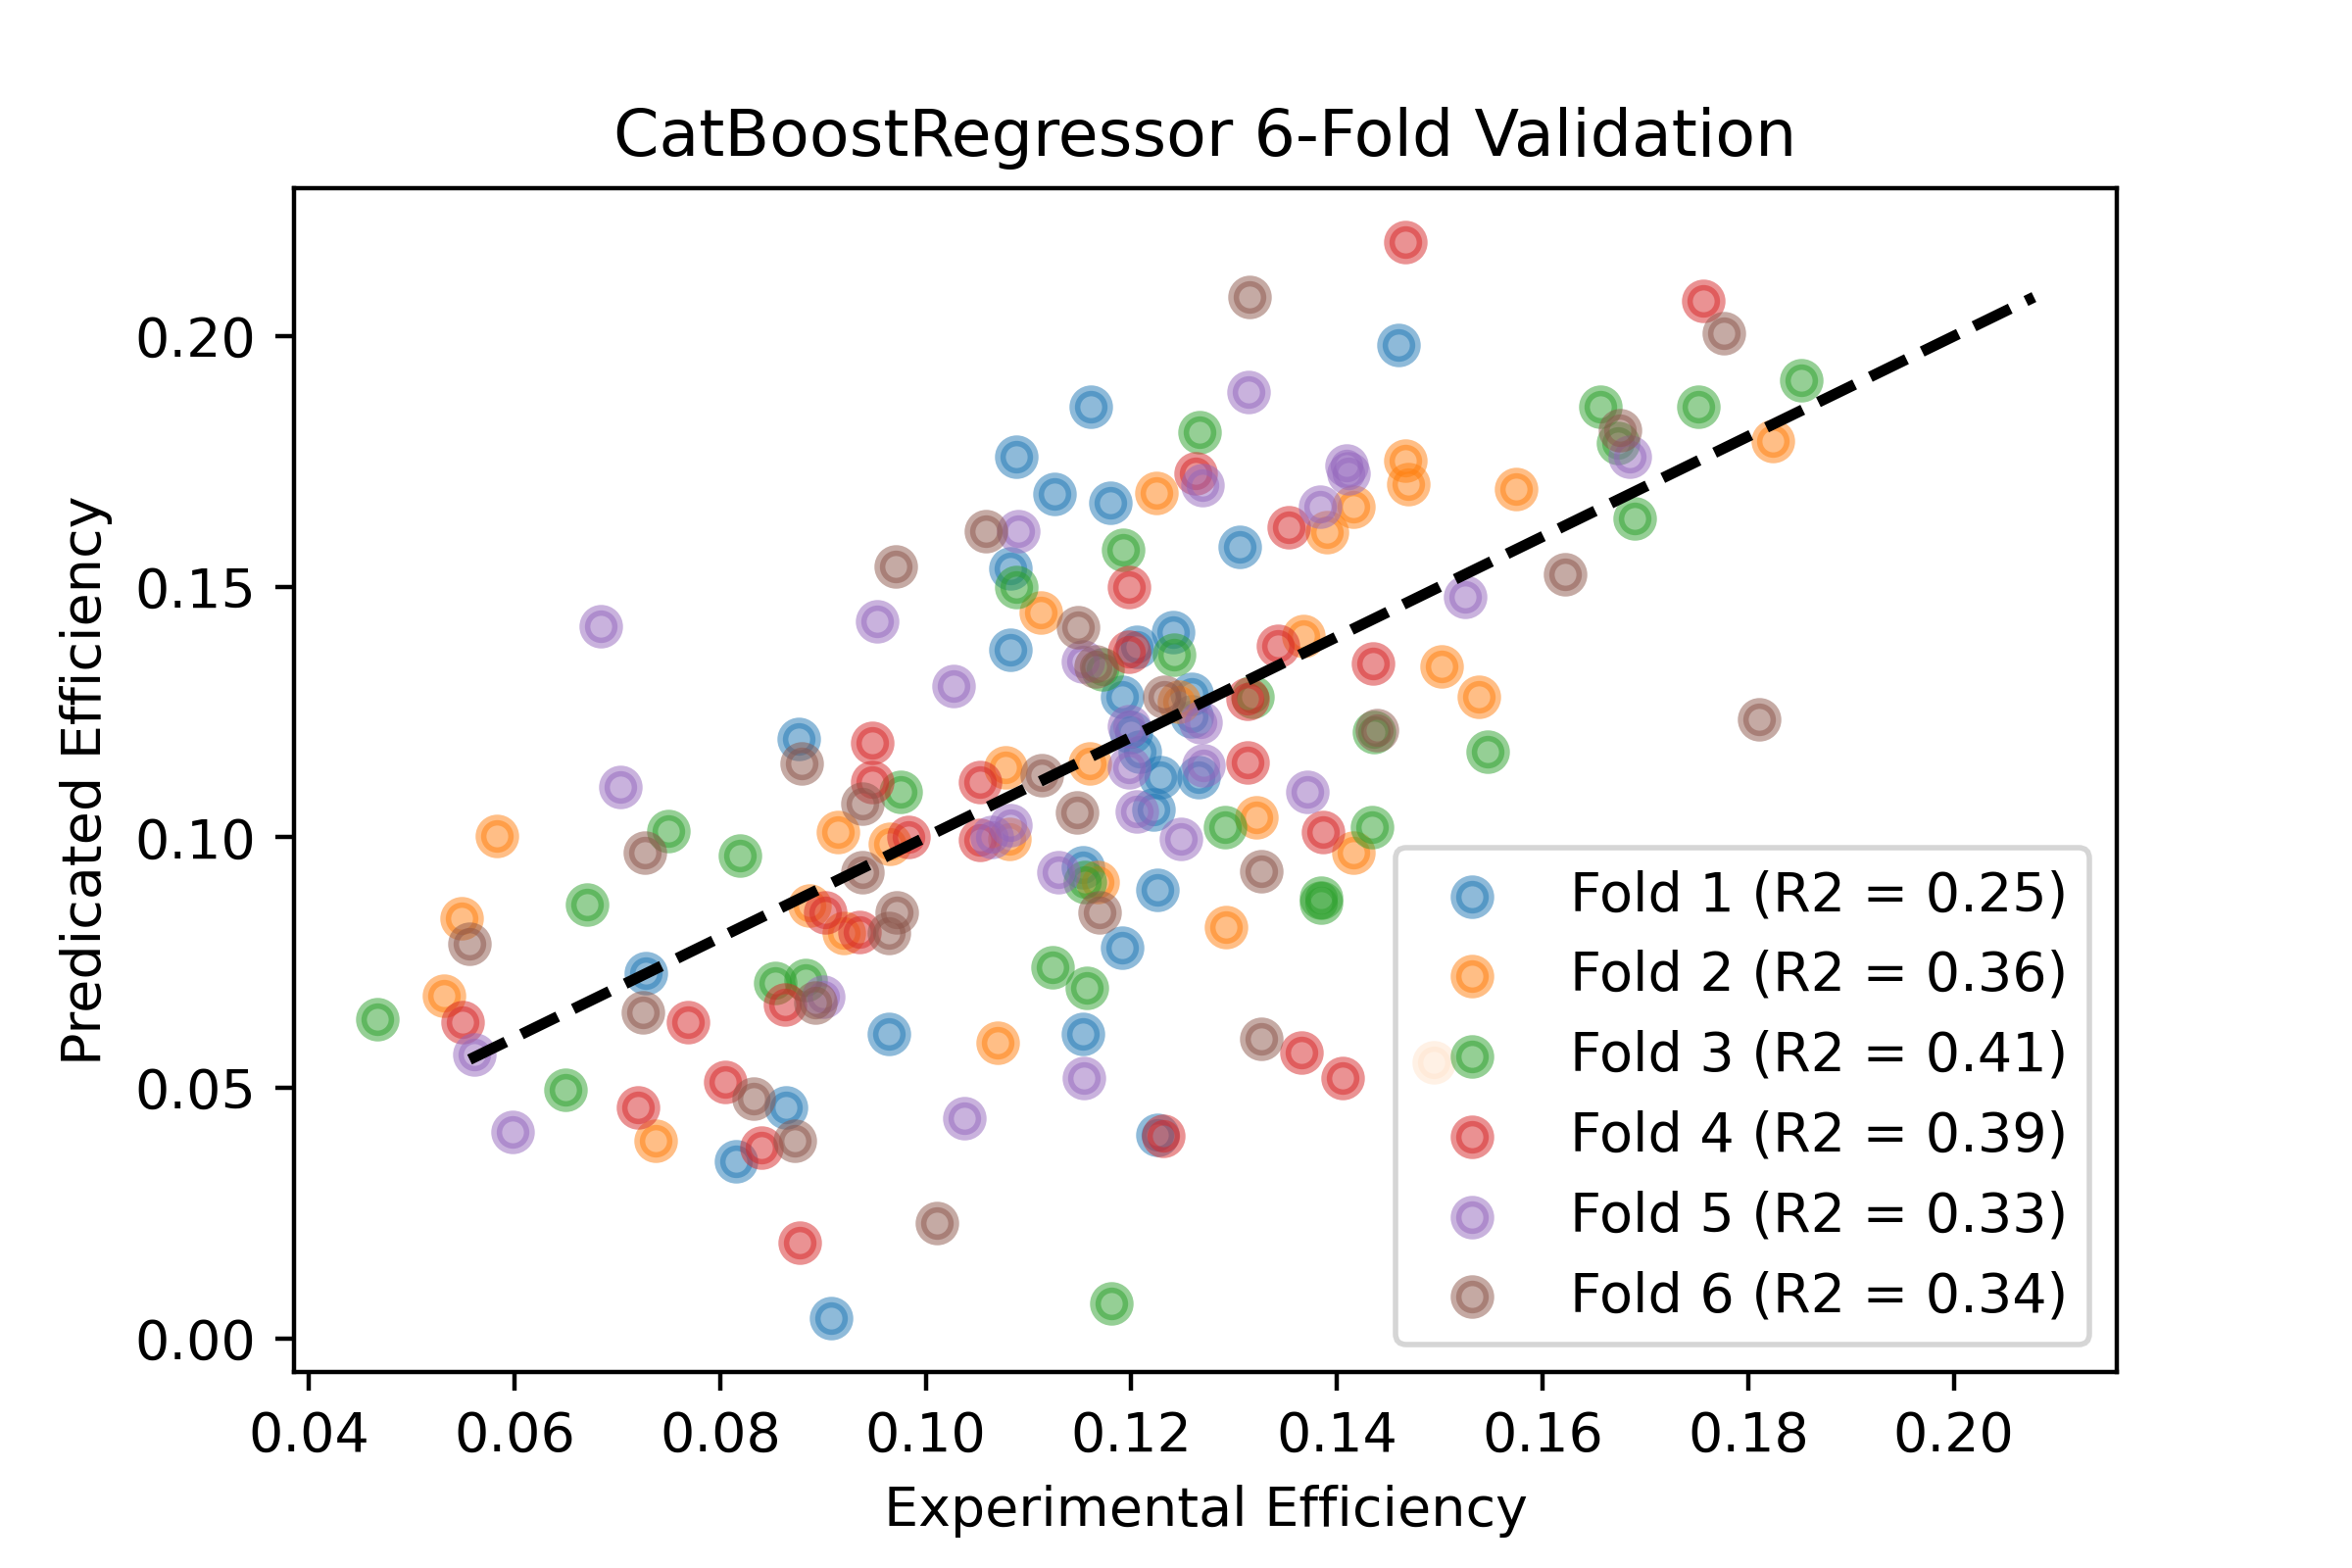 CatBoostRegressor 6-Fold Validation
Predicated Efficiency
0.20
0.15
0.10
0.05
0.00
Fold 1 (R2 = 0.25)
Fold 2 (R2 = 0.36)
Fold 3 (R2 = 0.41)
Fold 4 (R2 = 0.39)
Fold 5 (R2 = 0.33)
Fold 6 (R2 = 0.34)
0.04 0.06 0.08 0.10 0.12 0.14 0.16 0.18 0.20
Experimental Efficiency